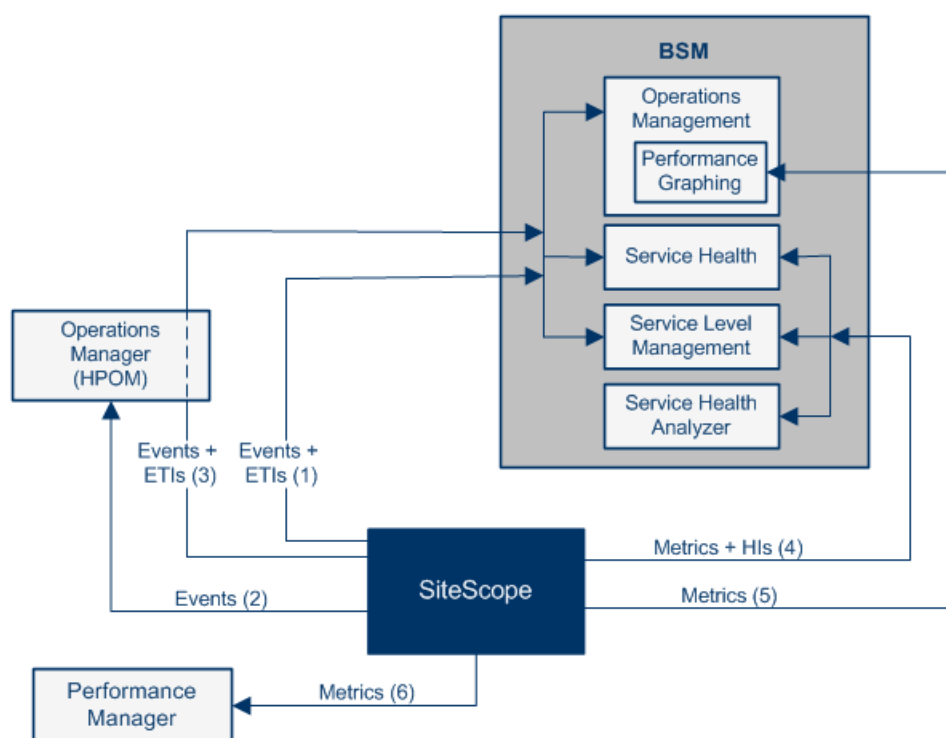 BSM
Operations
Management
Performance
Graphing
Service Health
Service Level
Management
Service Health
Analyzer
Operations
Manager
(HPOM)
Events +
ETIs (3)
Events +
ETIs (1)
Events (2)
SiteScope
Metrics + HIs (4)
Metrics (5)
Metrics (6)
Performance
Manager